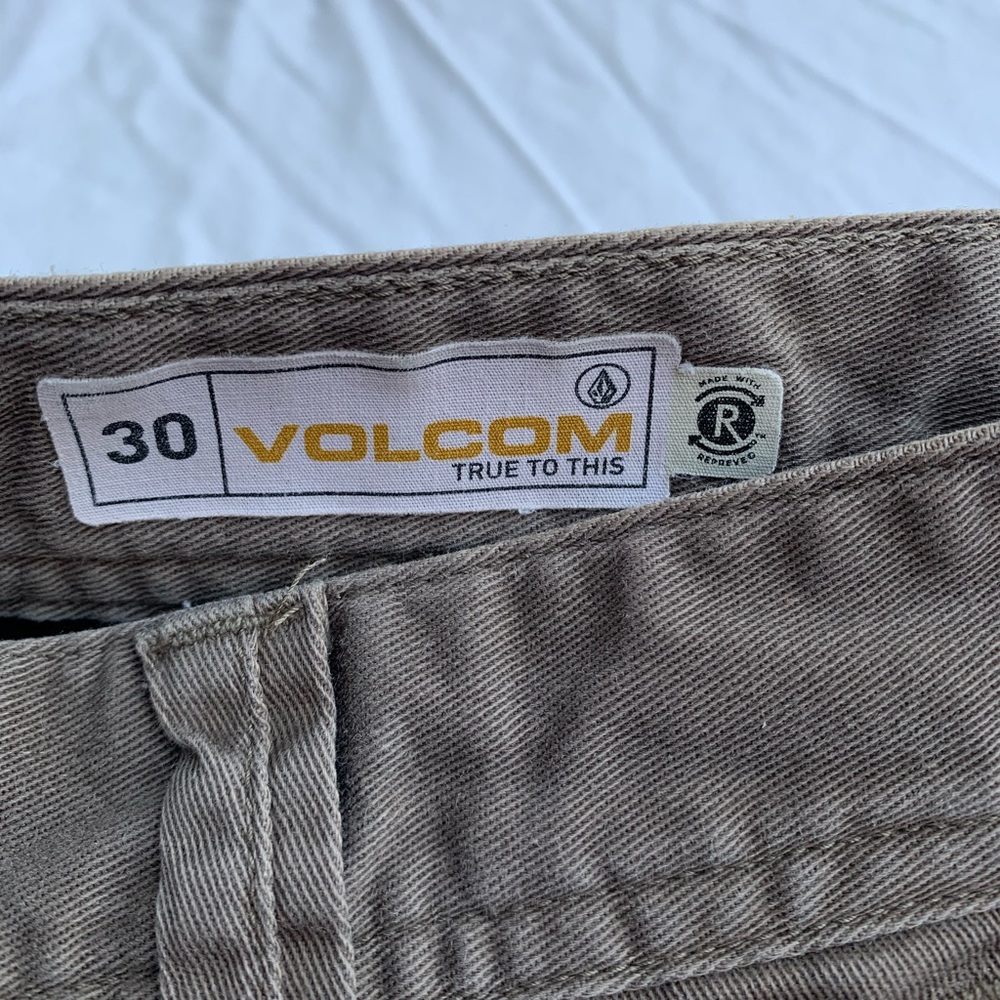 30
VOLCOM
TRUE TO THIS
MADE WITH
R
REPREVE®